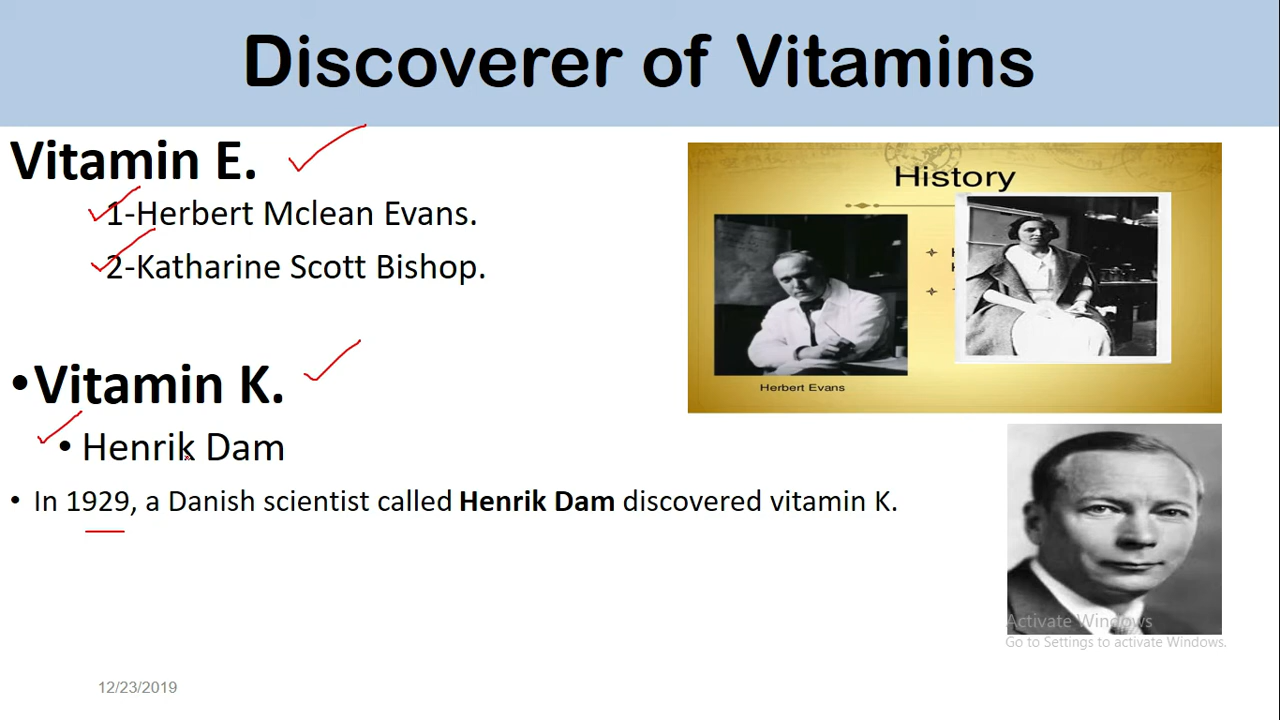 Discoverer of Vitamins
Vitamin E.
1-Herbert Mclean Evans.
2-Katharine Scott Bishop.
•Vitamin K.
• Henrik Dam
• In 1929, a Danish scientist called Henrik Dam discovered vitamin K.
History
Herbert Evans
Activate Windows
Go to Settings to activate Windows.
12/23/2019